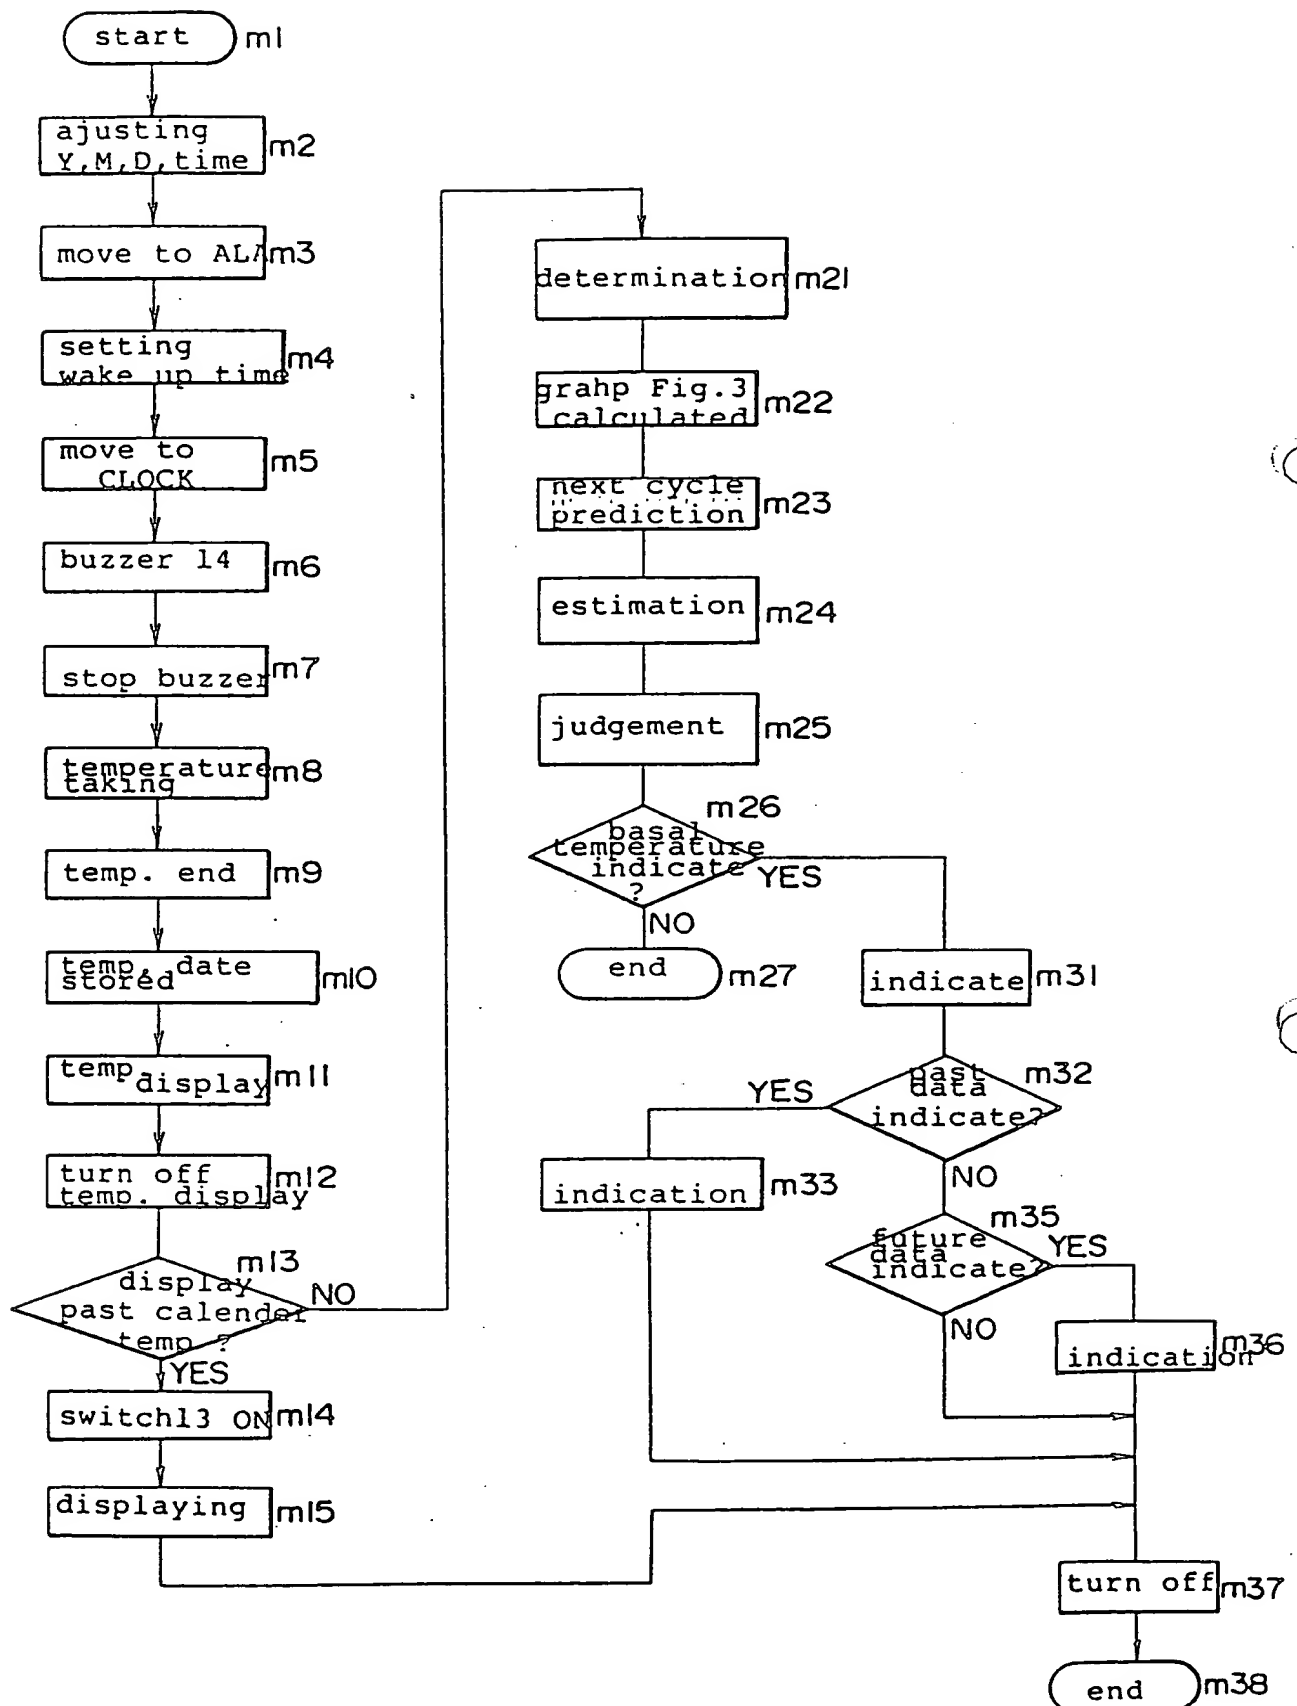 start
m1
ajusting
Y,M,D,time
m2
move to ALA
m3
setting
wake up time
m4
move to
CLOCK
m5
buzzer 14
m6
stop buzzer
m7
temperature
taking
m8
temp. end
m9
temp, date
stored
m10
temp.
display
m11
turn off
temp. display
m12
m13
display
past calender
temp ?
NO
YES
switch13 ON
m14
displaying
m15
determination
m21
grahp Fig.3
calculated
m22
next cycle
prediction
m23
estimation
m24
judgement
m25
m26
basal
temperature
indicate
?
YES
NO
end
m27
indicate
m31
past
data
indicate?
m32
YES
NO
indication
m33
m35
future
data
indicate?
YES
NO
indication
m36
turn off
m37
end
m38